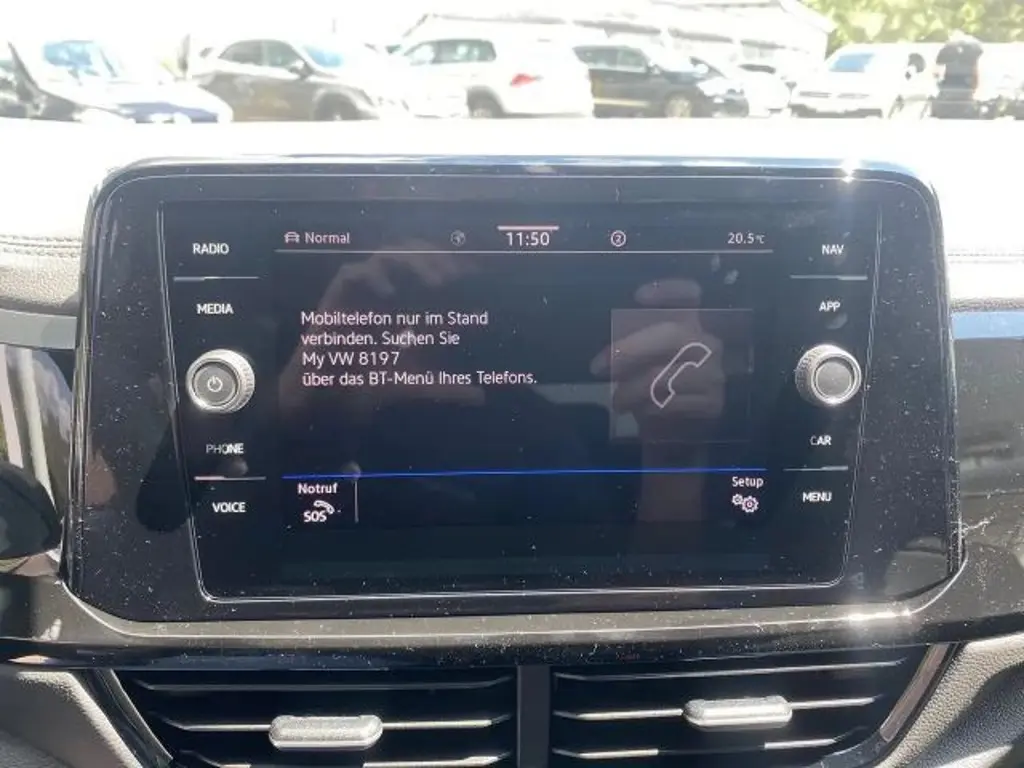 RADIO
MEDIA
PHONE
VOICE
Normal
11:50
2
20.5°C
Mobiltelefon nur im Stand
verbinden. Suchen Sie
My VW 8197
über das BT-Menü Ihres Telefons.
Notruf
SOS
Setup
NAV
APP
CAR
MENU